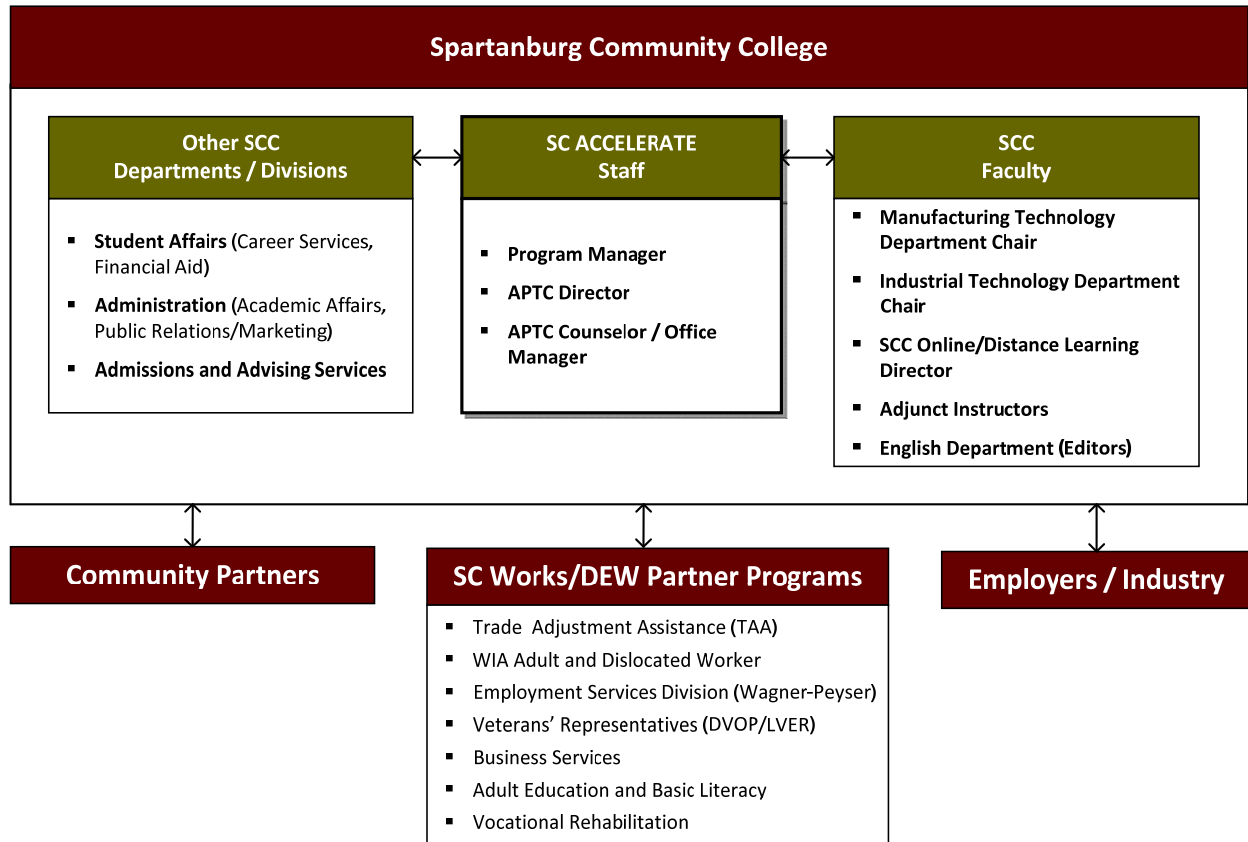 Spartanburg Community College
Other SCC
Departments / Divisions
▪ Student Affairs (Career Services,
Financial Aid)
▪ Administration (Academic Affairs,
Public Relations/Marketing)
▪ Admissions and Advising Services
SC ACCELERATE
Staff
▪ Program Manager
▪ APTC Director
▪ APTC Counselor / Office
Manager
SCC
Faculty
▪ Manufacturing Technology
Department Chair
▪ Industrial Technology Department
Chair
▪ SCC Online/Distance Learning
Director
▪ Adjunct Instructors
▪ English Department (Editors)
Community Partners
SC Works/DEW Partner Programs
▪ Trade Adjustment Assistance (TAA)
▪ WIA Adult and Dislocated Worker
▪ Employment Services Division (Wagner-Peyser)
▪ Veterans’ Representatives (DVOP/LVER)
▪ Business Services
▪ Adult Education and Basic Literacy
▪ Vocational Rehabilitation
Employers / Industry